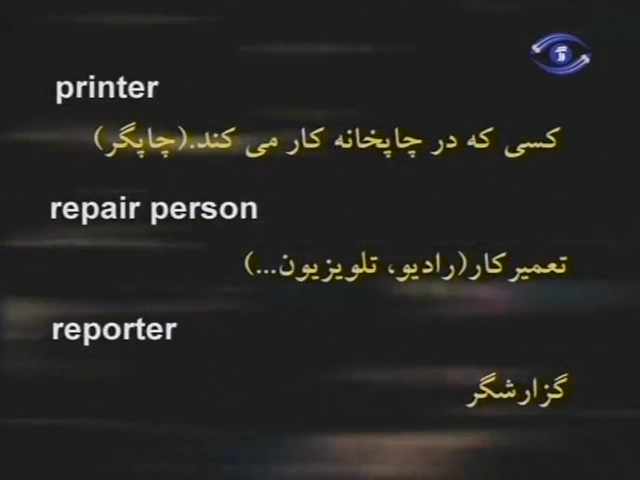 printer
کسی که در چاپخانه کار می کند.(چاپگر)
repair person
تعمیرکار(رادیو، تلویزیون...)
reporter
گزارشگر